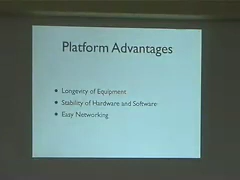 Platform Advantages
• Longevity of Equipment
• Stability of Hardware and Software
• Easy Networking